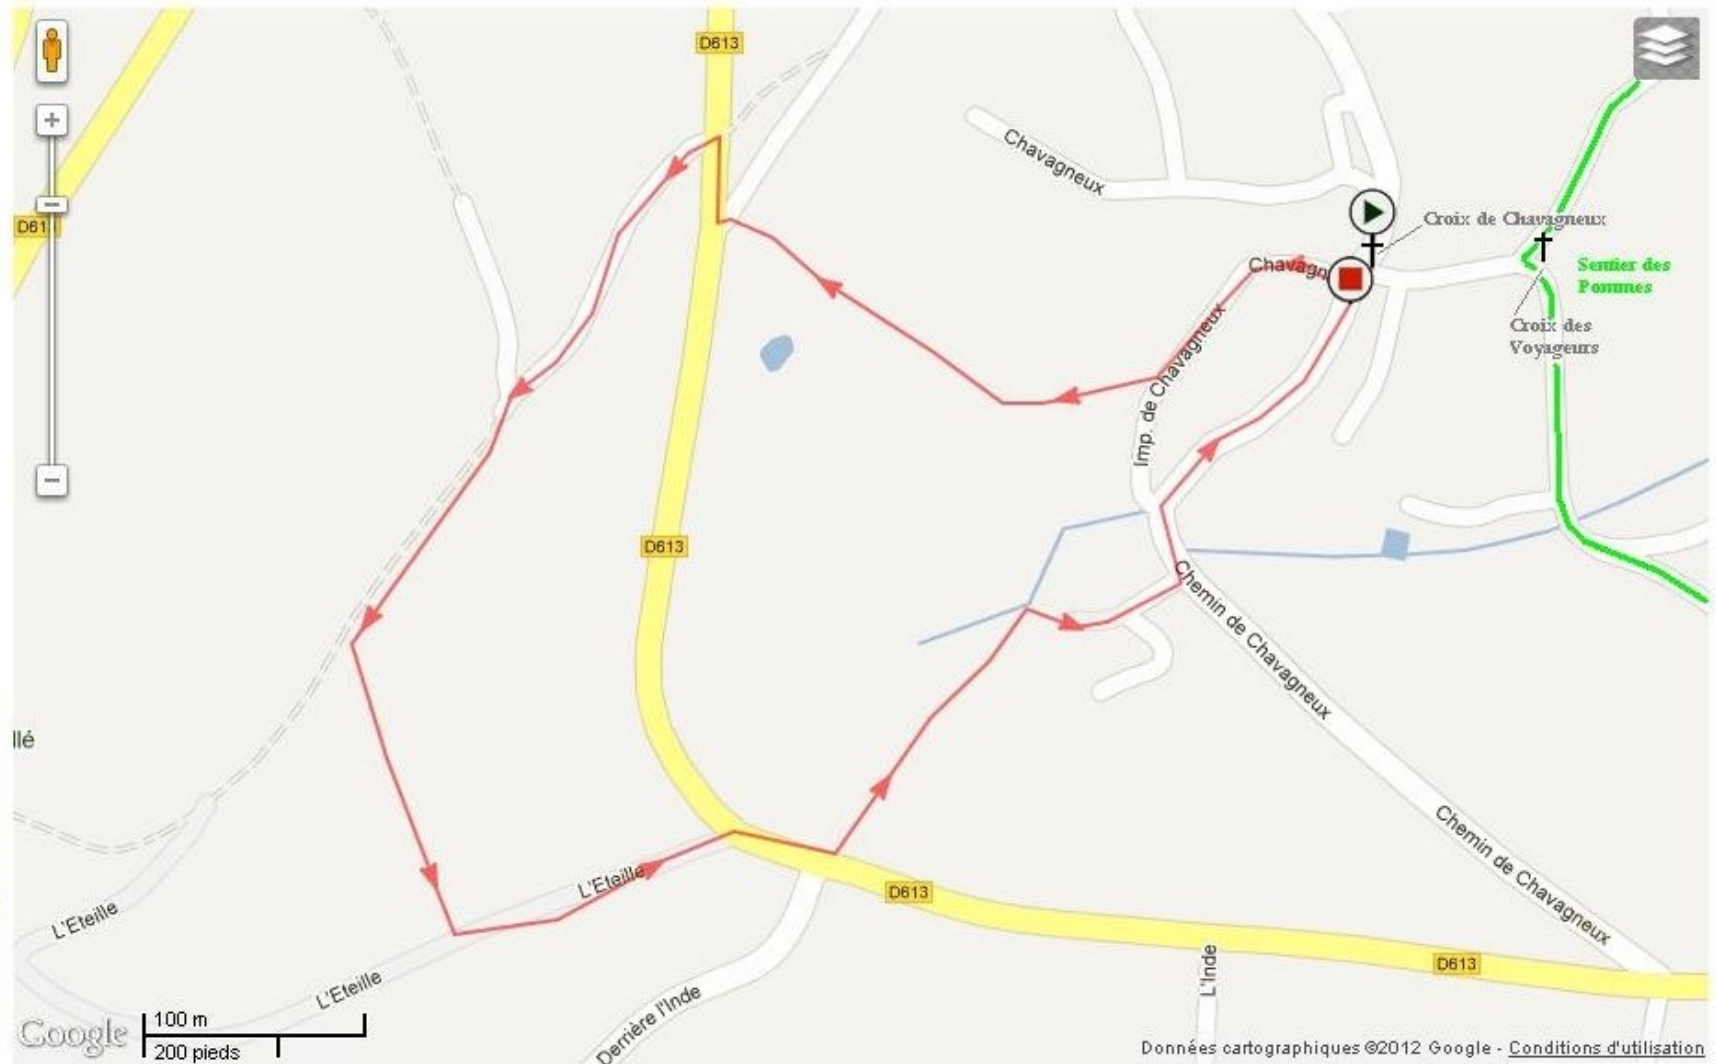 D613
Chavagneux
Croix de Chavagneux
D61
Chavagn
Sentier des
Pommes
Croix des
Voyageurs
Imp. de Chavagneux
D613
Chemin de Chavagneux
llé
Chemin de Chavagneux
L'Eteille
D613
L'Eteille
D613
L'Inde
L'Eteille
Derrière l'Inde
Google
100 m
200 pieds
Données cartographiques ©2012 Google - Conditions d'utilisation